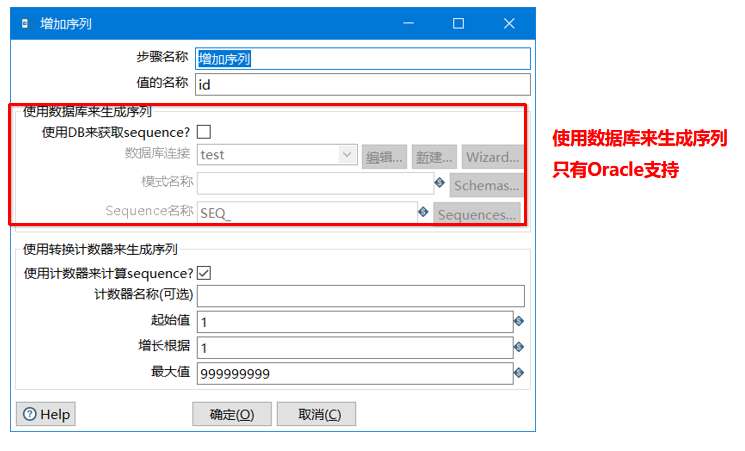 增加序列
步骤名称 增加序列
值的名称 id
使用数据库来生成序列
使用DB来获取sequence?
数据库连接 test 编辑... 新建... Wizard...
模式名称 Schemas...
Sequence名称 SEQ_ Sequences...
使用数据库来生成序列
只有Oracle支持
使用转换计数器来生成序列
使用计数器来计算sequence?
计数器名称(可选)
起始值 1
增长根据 1
最大值 999999999
Help 确定(O) 取消(C)